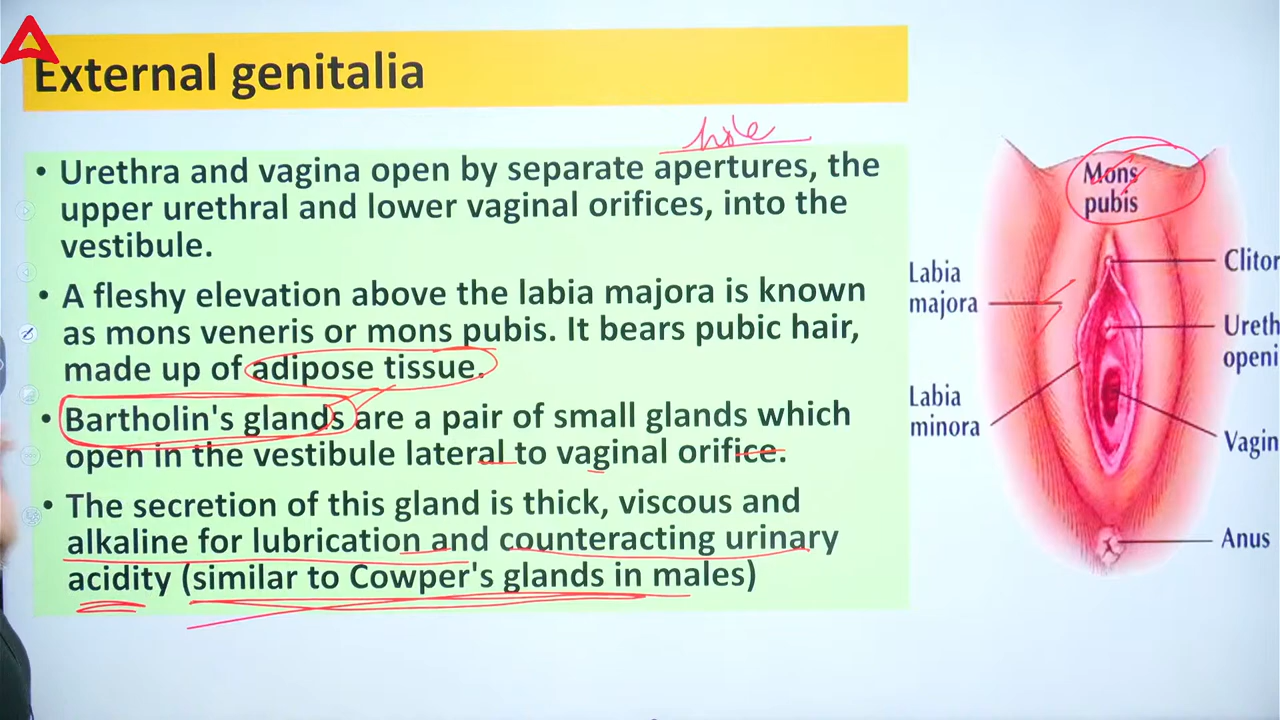 External genitalia
hole
• Urethra and vagina open by separate apertures, the
upper urethral and lower vaginal orifices, into the
vestibule.
• A fleshy elevation above the labia majora is known
as mons veneris or mons pubis. It bears pubic hair,
made up of adipose tissue.
• Bartholin's glands are a pair of small glands which
open in the vestibule lateral to vaginal orifice.
• The secretion of this gland is thick, viscous and
alkaline for lubrication and counteracting urinary
acidity (similar to Cowper's glands in males)
Mons
pubis
Labia
majora
Labia
minora
Clitor
Ureth
openi
Vagin
Anus